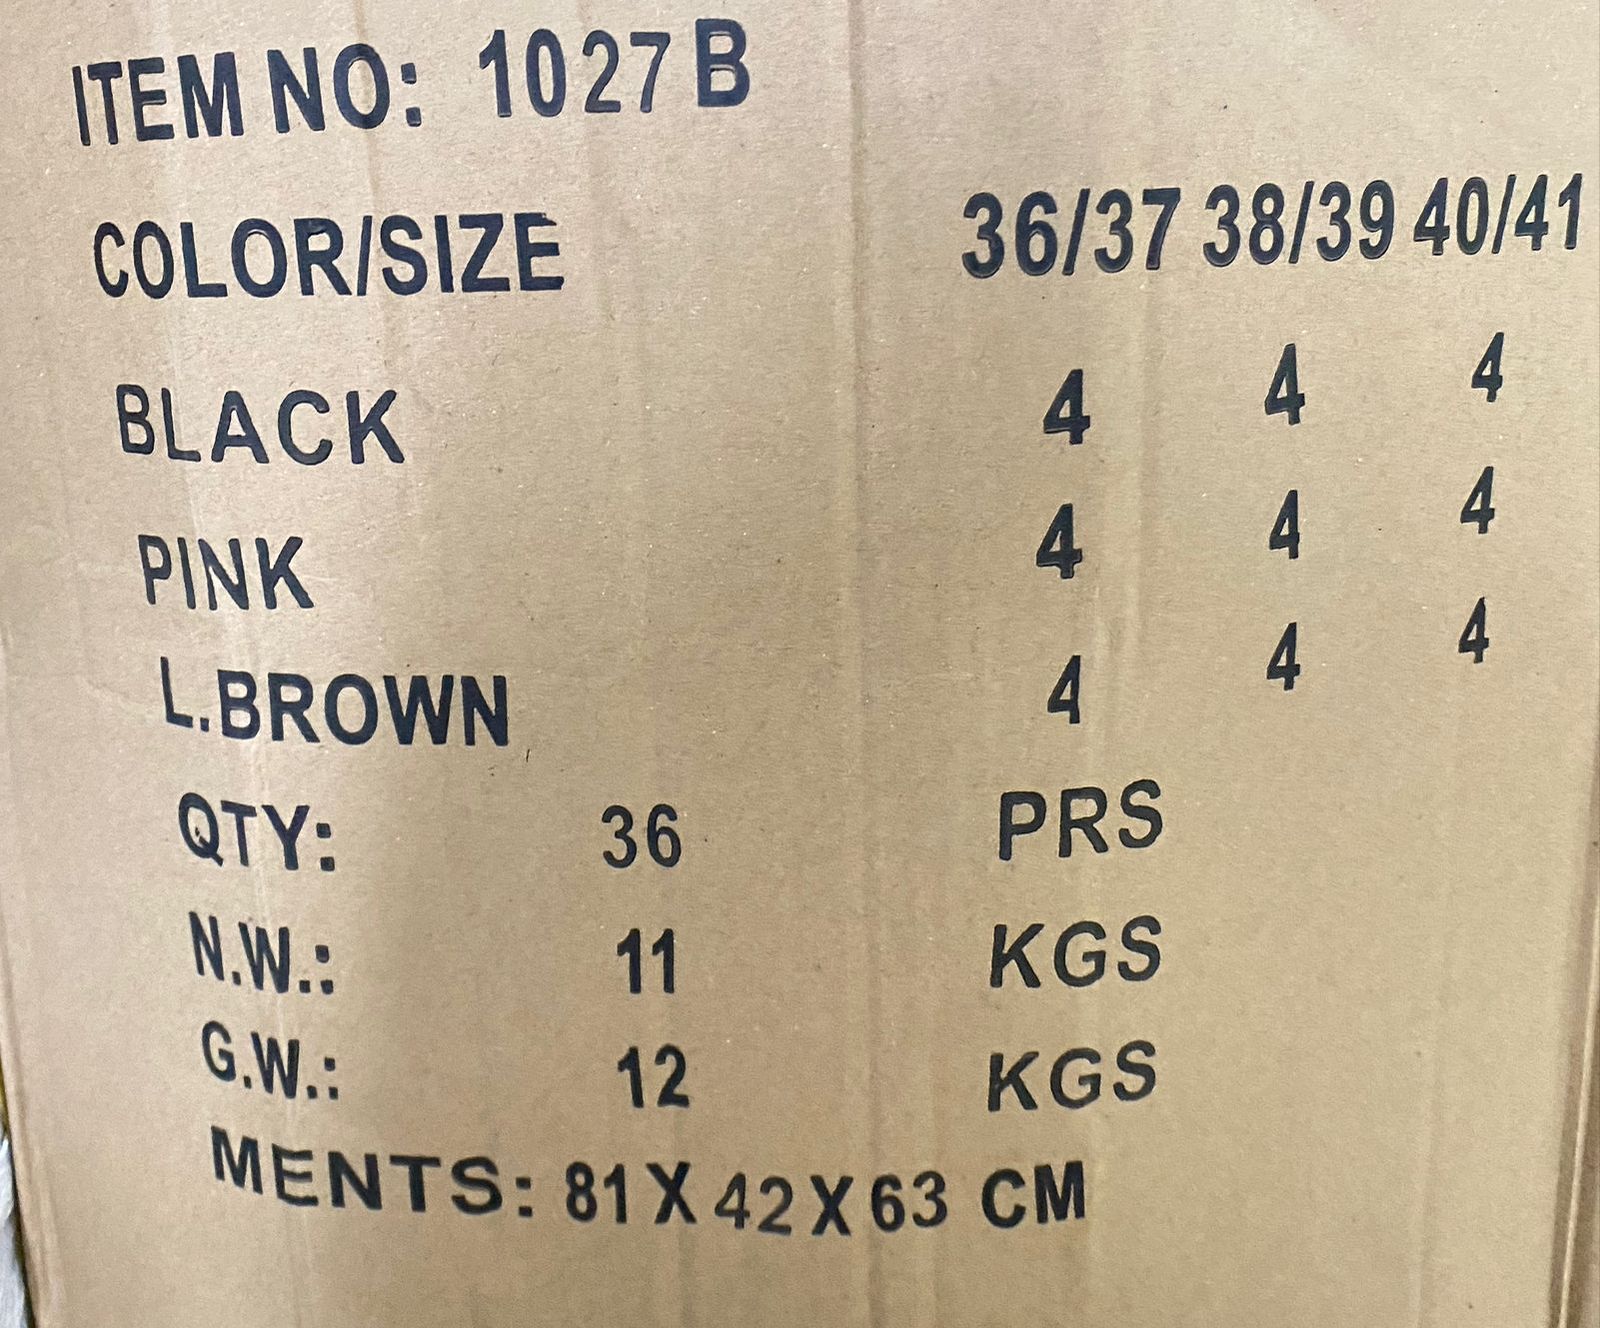 ITEM NO: 1027 B
COLOR/SIZE 36/37 38/39 40/41
BLACK 4 4 4
PINK 4 4 4
L.BROWN 4 4 4
QTY: 36 PRS
N.W.: 11 KGS
G.W.: 12 KGS
MENTS: 81 X 42 X 63 CM